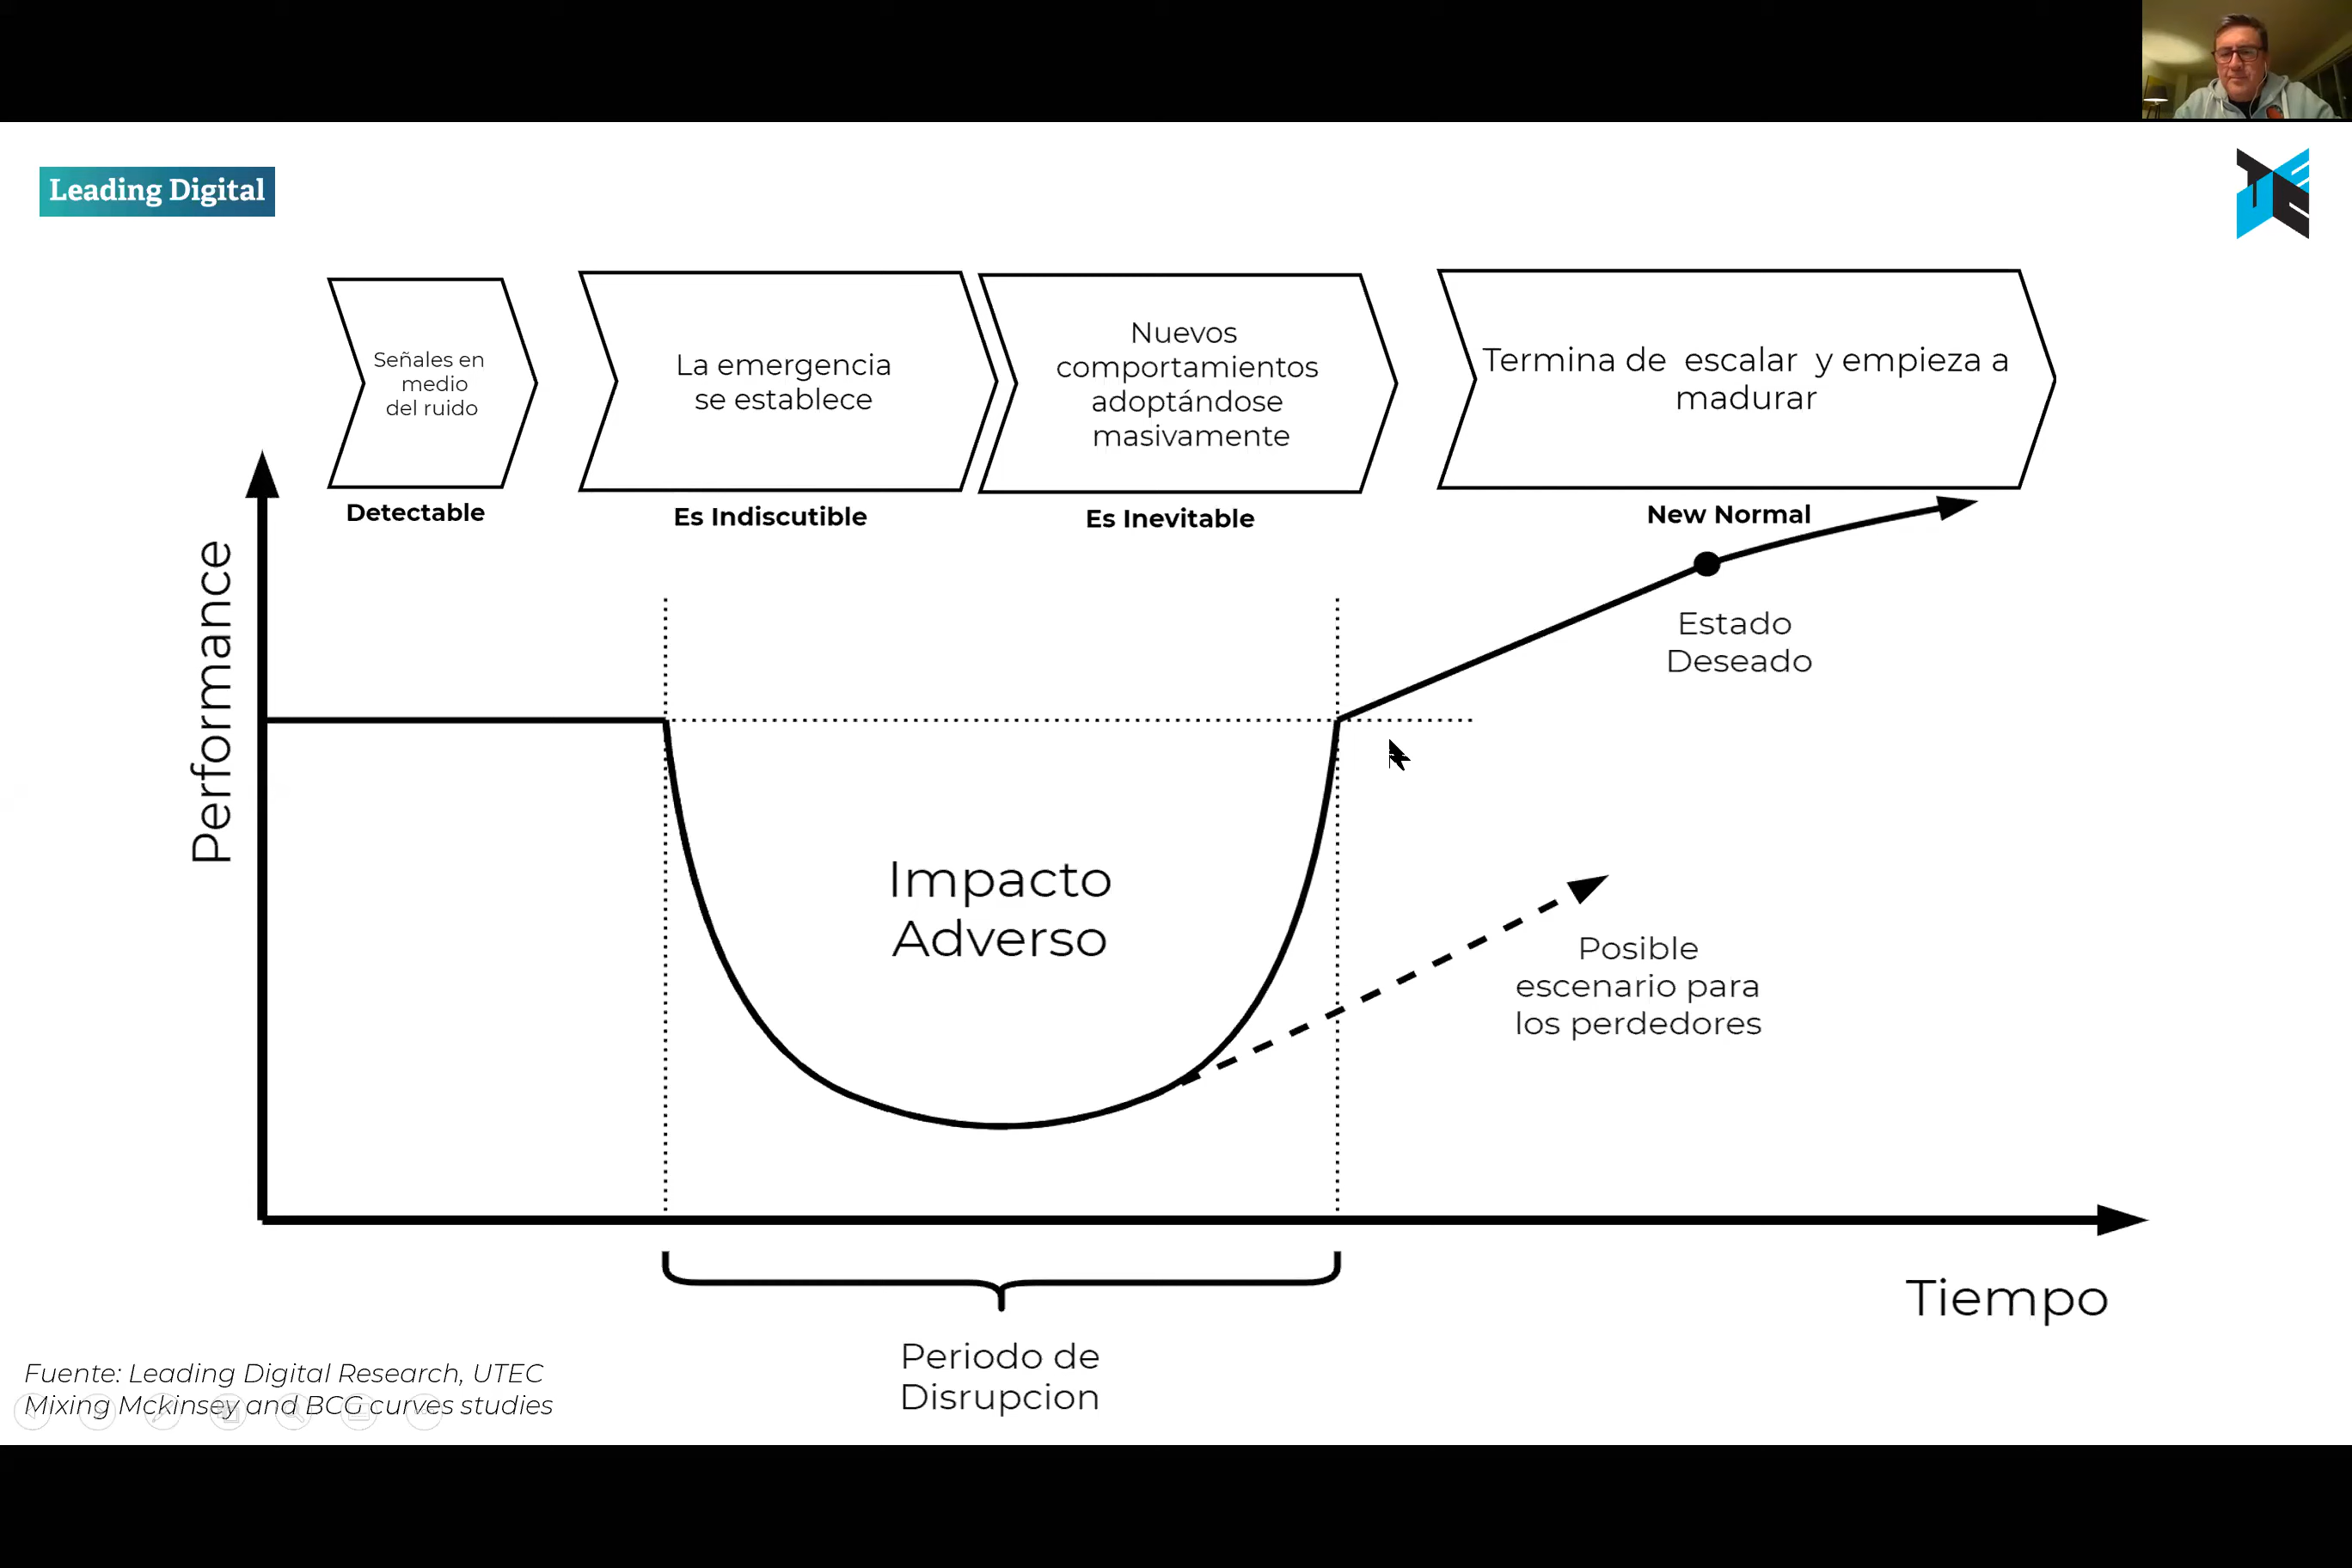 Leading Digital
Señales en
medio
del ruido
La emergencia
se establece
Nuevos
comportamientos
adoptándose
masivamente
Termina de escalar y empieza a
madurar
Detectable
Es Indiscutible
Es Inevitable
New Normal
Performance
Estado
Deseado
Impacto
Adverso
Posible
escenario para
los perdedores
Tiempo
Periodo de
Disrupcion
Fuente: Leading Digital Research, UTEC
Mixing Mckinsey and BCG curves studies